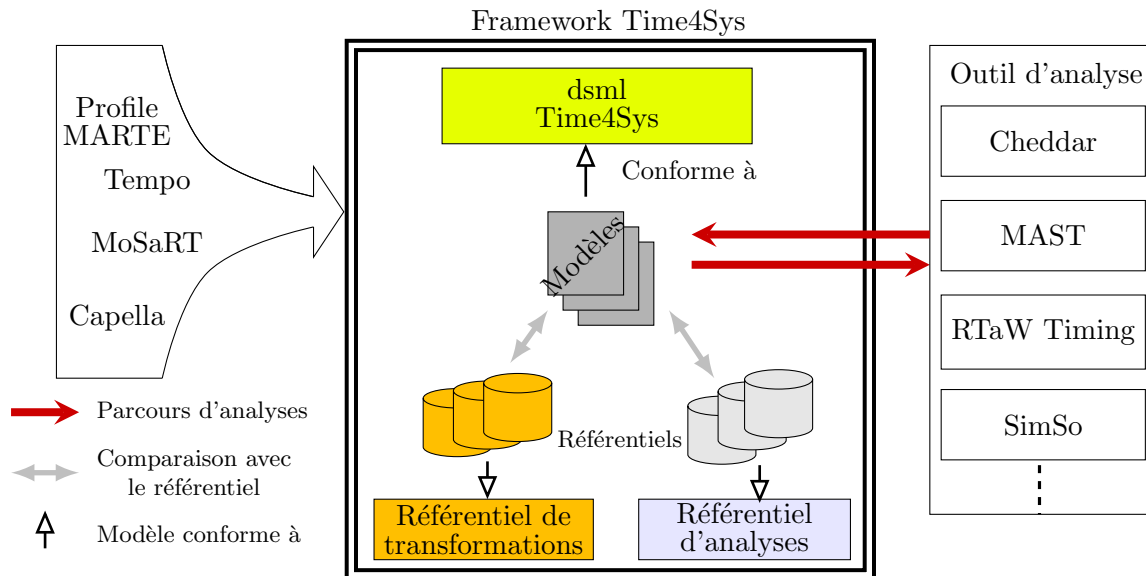 Framework Time4Sys
Profile
MARTE
Tempo
MoSaRT
Capella
dsml
Time4Sys
Conforme à
Modèles
Référentiels
Référentiel de
transformations
Référentiel
d'analyses
Outil d'analyse
Cheddar
MAST
RTaW Timing
SimSo
Parcours d'analyses
Comparaison avec
le référentiel
Modèle conforme à